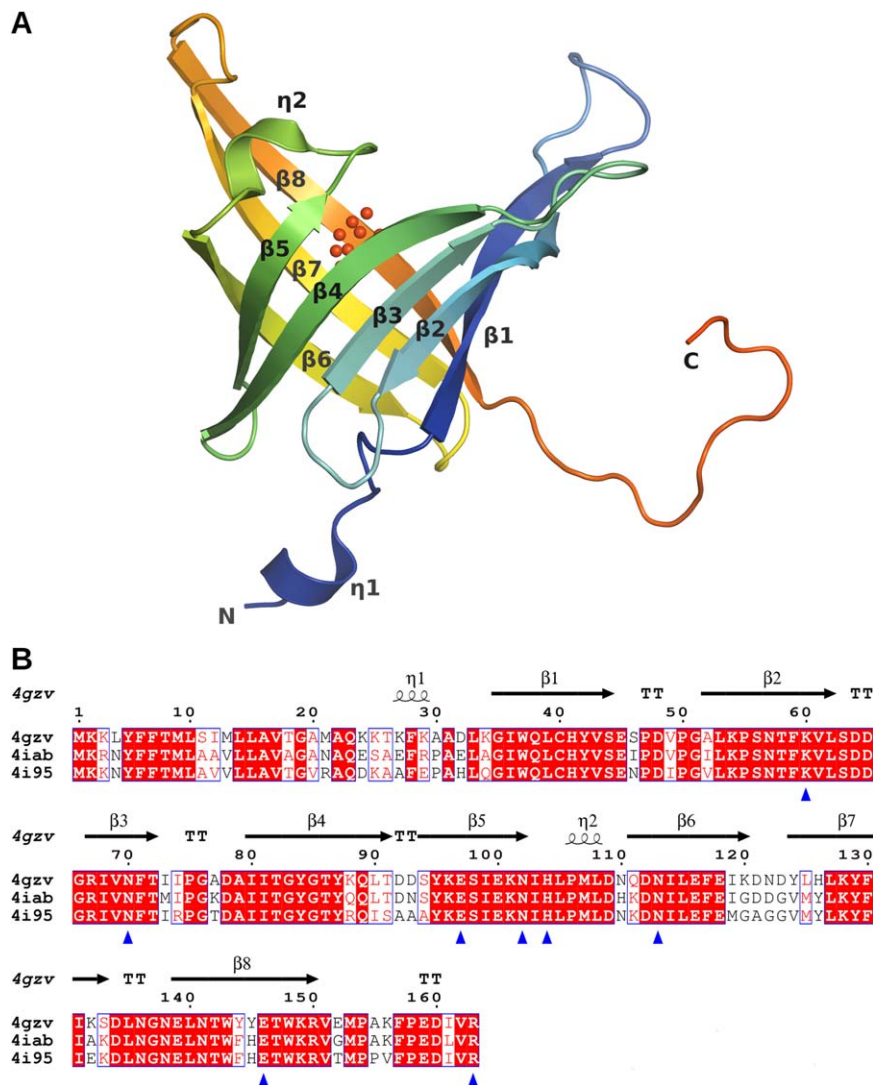 A
η2
β8
β5
β7
β4
β3
β2
β1
β6
C
η1
N
B
4gzv η1 β1 TT β2 TT
1 10 20 30 40 50 60
4gzv MKKLYFFTMLSIMLLAVTGAMAQKKTKFKAADLKGIWQLCHYVSESPDVPGALKPSNTFKVLSDD
4iab MKRNYFFTMLAAVLLAVTGANAQKSAEFRPAELAGIWQLCHYVSEIPDVPGILKPSNTFKVLSDD
4i95 MKKNYFFTMLAVVLLAVTGVRAQDKAAFEPAHLQGIWQLCHYVSENPDIPGVLKPSNTFKVLSDD
4gzv β3 TT β4 TT β5 η2 β6 β7
70 80 90 100 110 120 130
4gzv GRIVNFTIIPGADAIITGYGTYKQLTDDSYKESIEKNIHLPMLDNQDNILEFEIKDNDYLHLKYF
4iab GRIVNFTMIPGKDAIITGYGTYQQLTDNSYKESIEKNIHLPMLDHKDNILEFEIGDDGVMYLKYF
4i95 GRIVNFTIRPGTDAIITGYGTYRQISAAAYKESIEKNIHLPMLDNKDNILEFEMGAGGVMYLKYF
4gzv TT β8 TT
140 150 160
4gzv IKSDLNGNELNTWYYETWKRVEMPAKFPEDIVR
4iab IAKDLNGNELNTWFHETWKRVGMPAKFPEDLVR
4i95 IEKDLNGNELNTWFHETWKRVTMPPVFPEDIVR